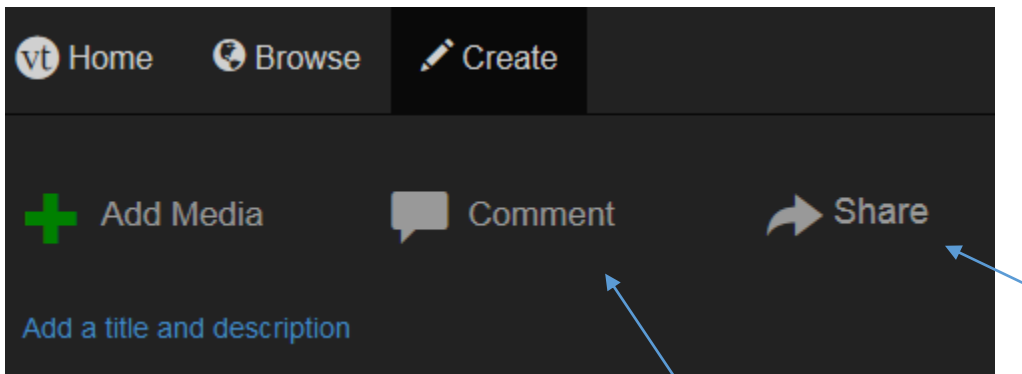 vt Home Browse Create
Add Media Comment Share
Add a title and description